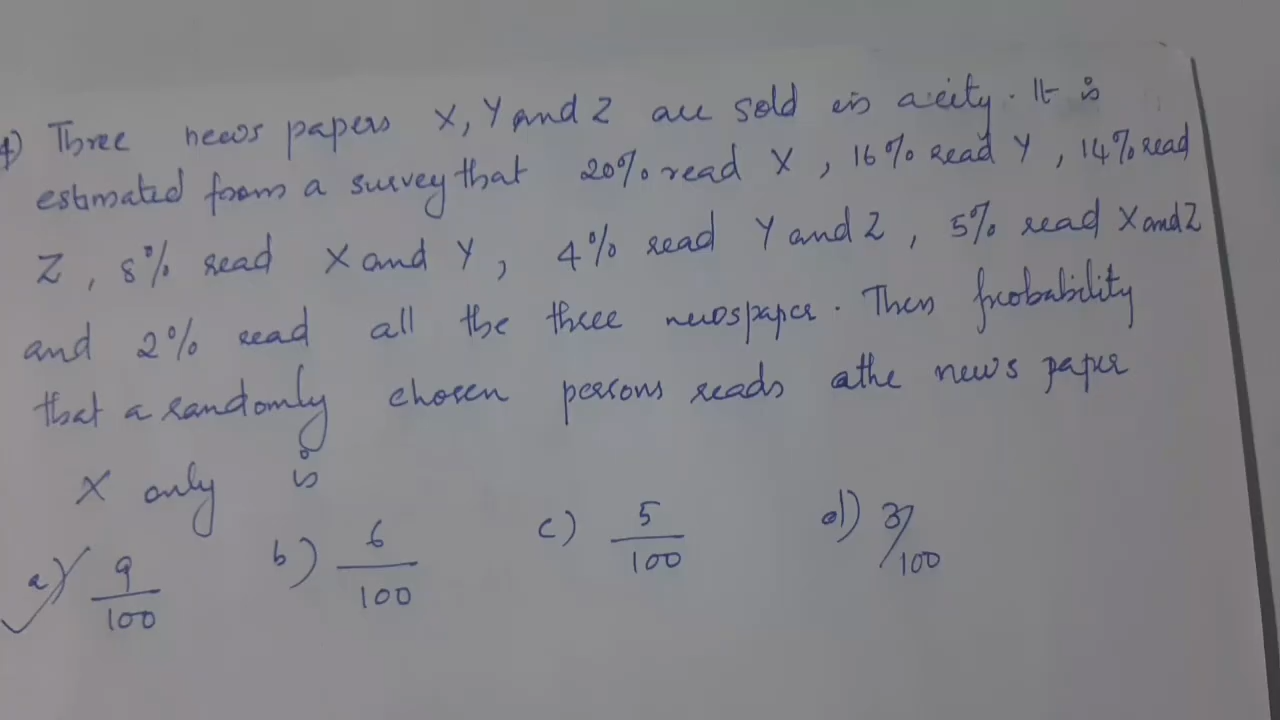 4) Three news papers X, Y and Z are sold in a city. It is
estimated from a survey that 20% read X, 16% read Y, 14% read
Z, 8% read X and Y, 4% read Y and Z, 5% read X and Z
and 2% read all the three newspaper. Then probability
that a randomly chosen persons reads athe news paper
X only is
a) 9/100 b) 6/100 c) 5/100 d) 3/100